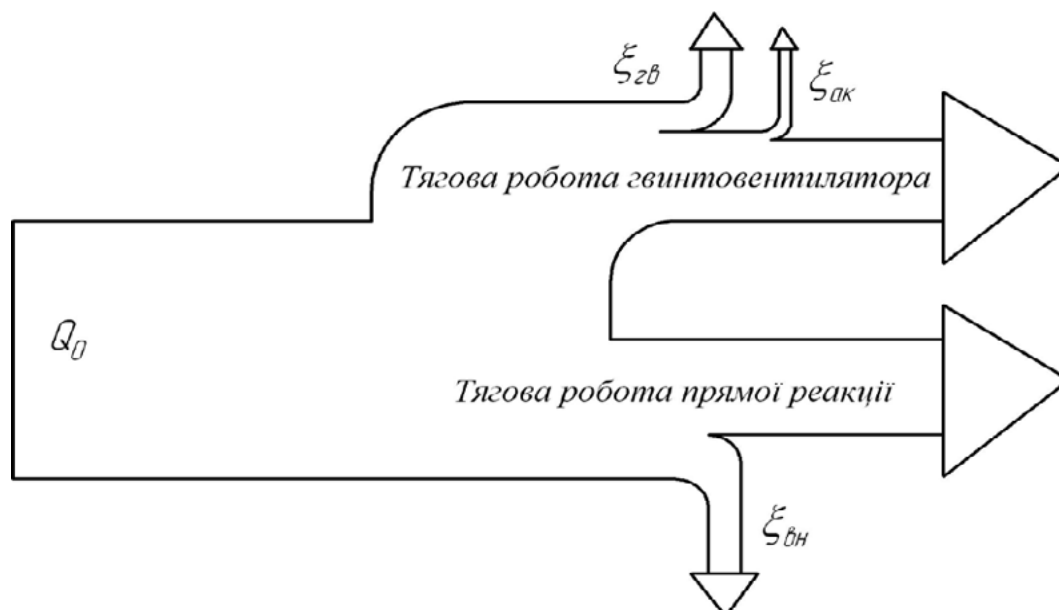 ξгв
ξак
Тягова робота гвинтовентилятора
Q0
Тягова робота прямої реакції
ξвн